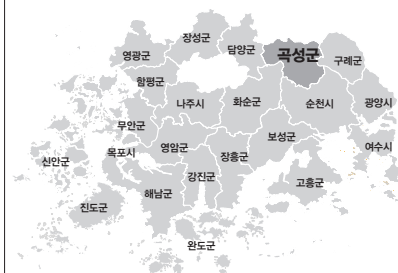 장성군
담양군
곡성군
영광군
구례군
함평군
나주시
화순군
순천시
광양시
무안군
보성군
목포시
영암군
장흥군
여수시
신안군
강진군
고흥군
해남군
진도군
완도군